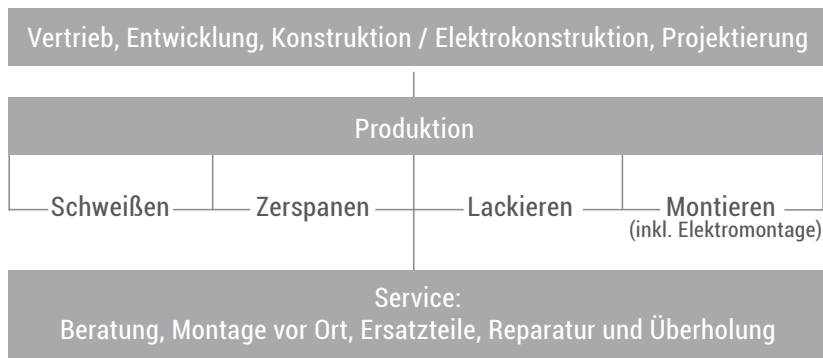 Vertrieb, Entwicklung, Konstruktion / Elektrokonstruktion, Projektierung
Produktion
Schweißen Zerspanen Lackieren Montieren
(inkl. Elektromontage)
Service:
Beratung, Montage vor Ort, Ersatzteile, Reparatur und Überholung